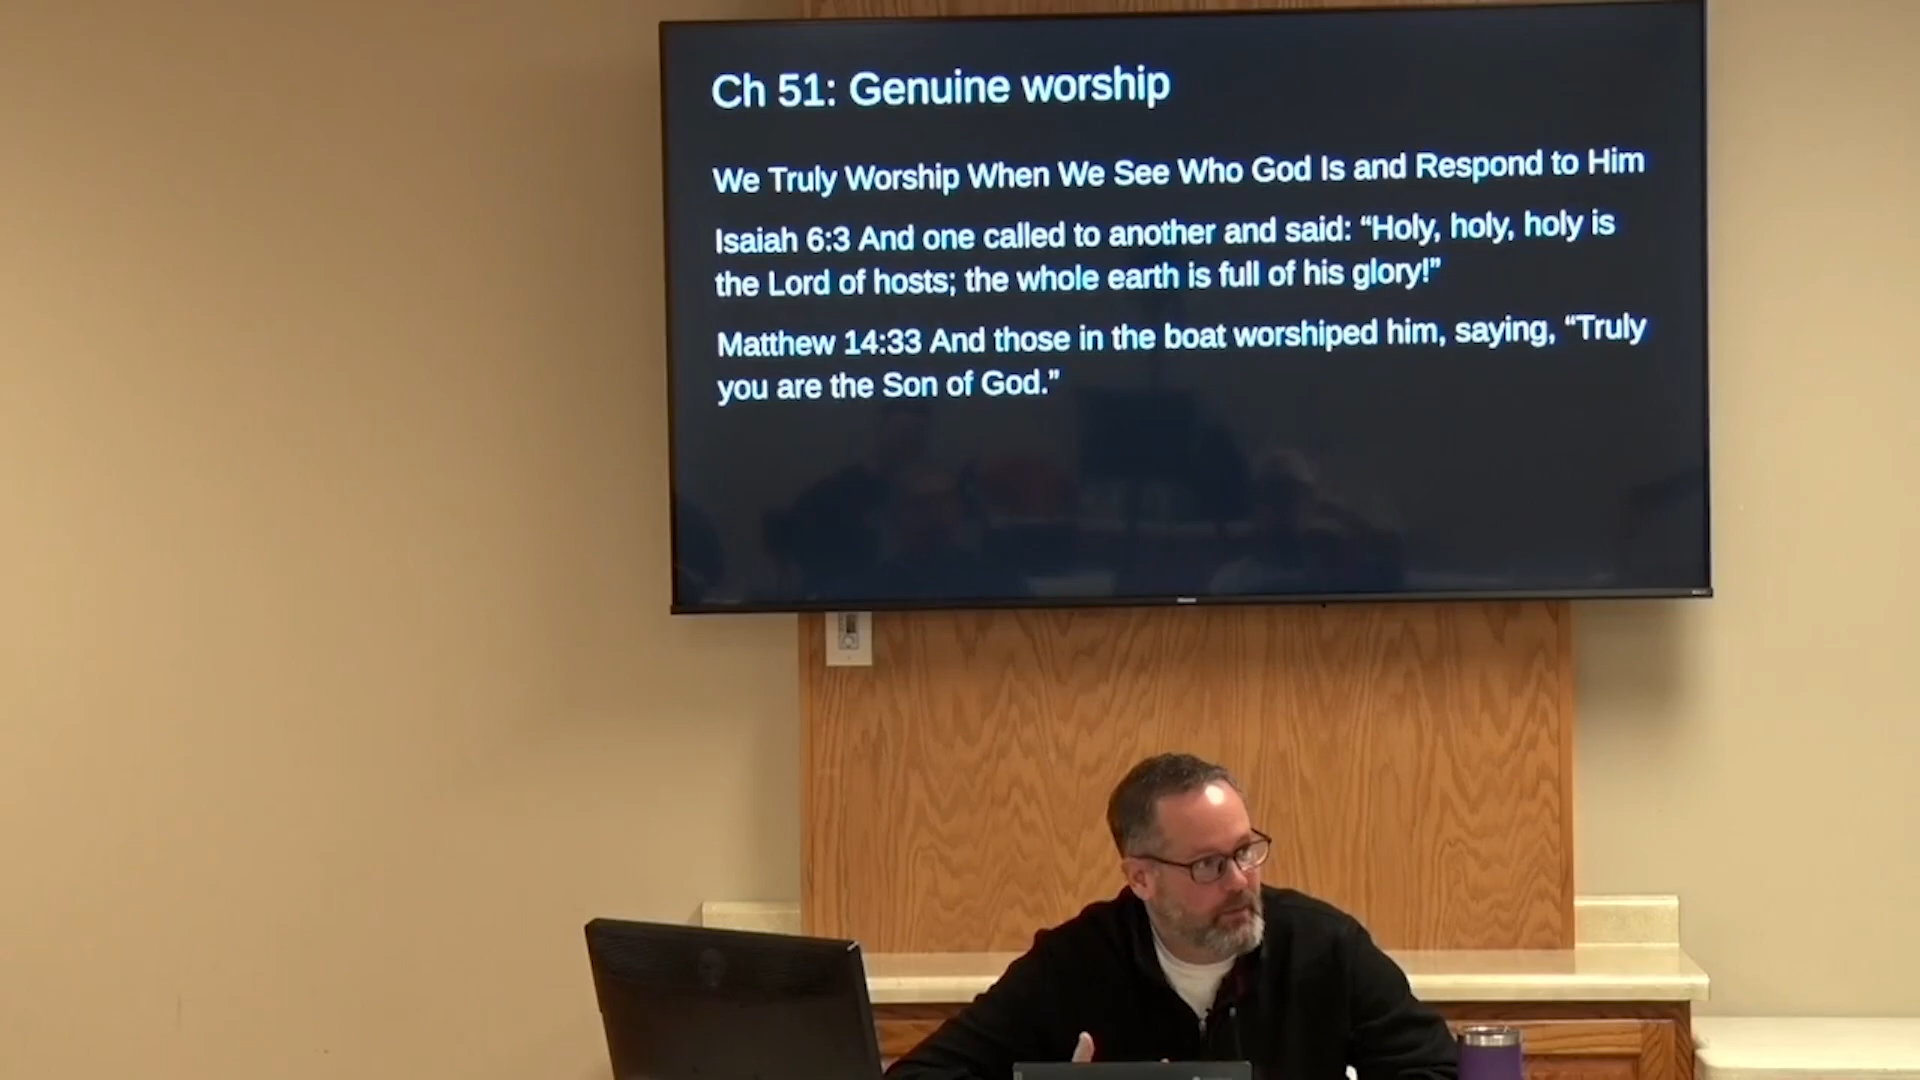 Ch 51: Genuine worship
We Truly Worship When We See Who God Is and Respond to Him
Isaiah 6:3 And one called to another and said: “Holy, holy, holy is
the Lord of hosts; the whole earth is full of his glory!”
Matthew 14:33 And those in the boat worshiped him, saying, “Truly
you are the Son of God.”